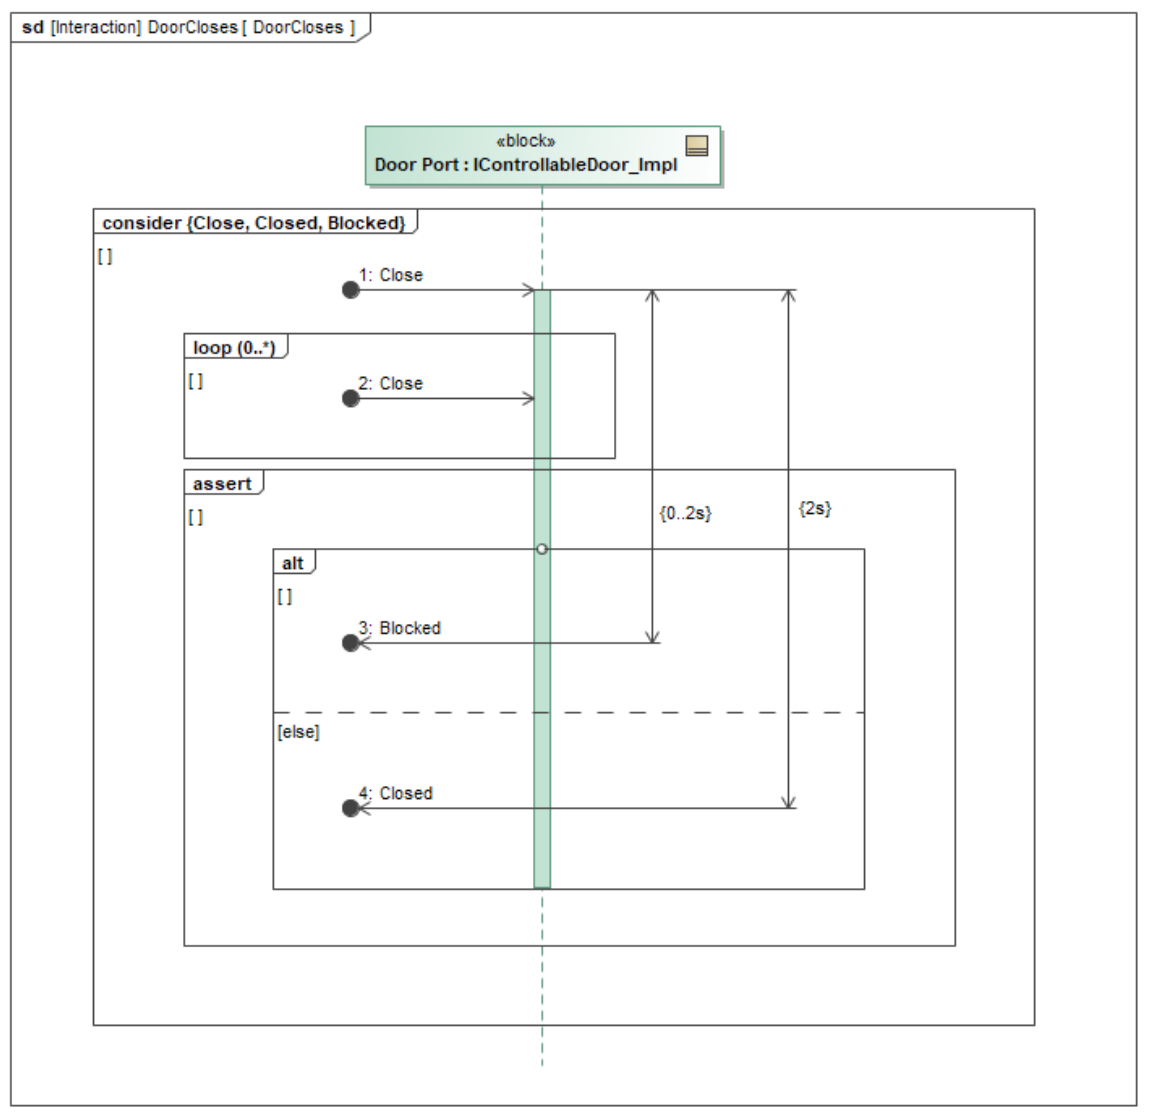 sd [Interaction] DoorCloses [ DoorCloses ]
«block»
Door Port : IControllableDoor_Impl
consider {Close, Closed, Blocked}
[ ]
1: Close
loop (0..*)
[ ]
2: Close
assert
[ ]
{0..2s}
{2s}
alt
[ ]
3: Blocked
[else]
4: Closed